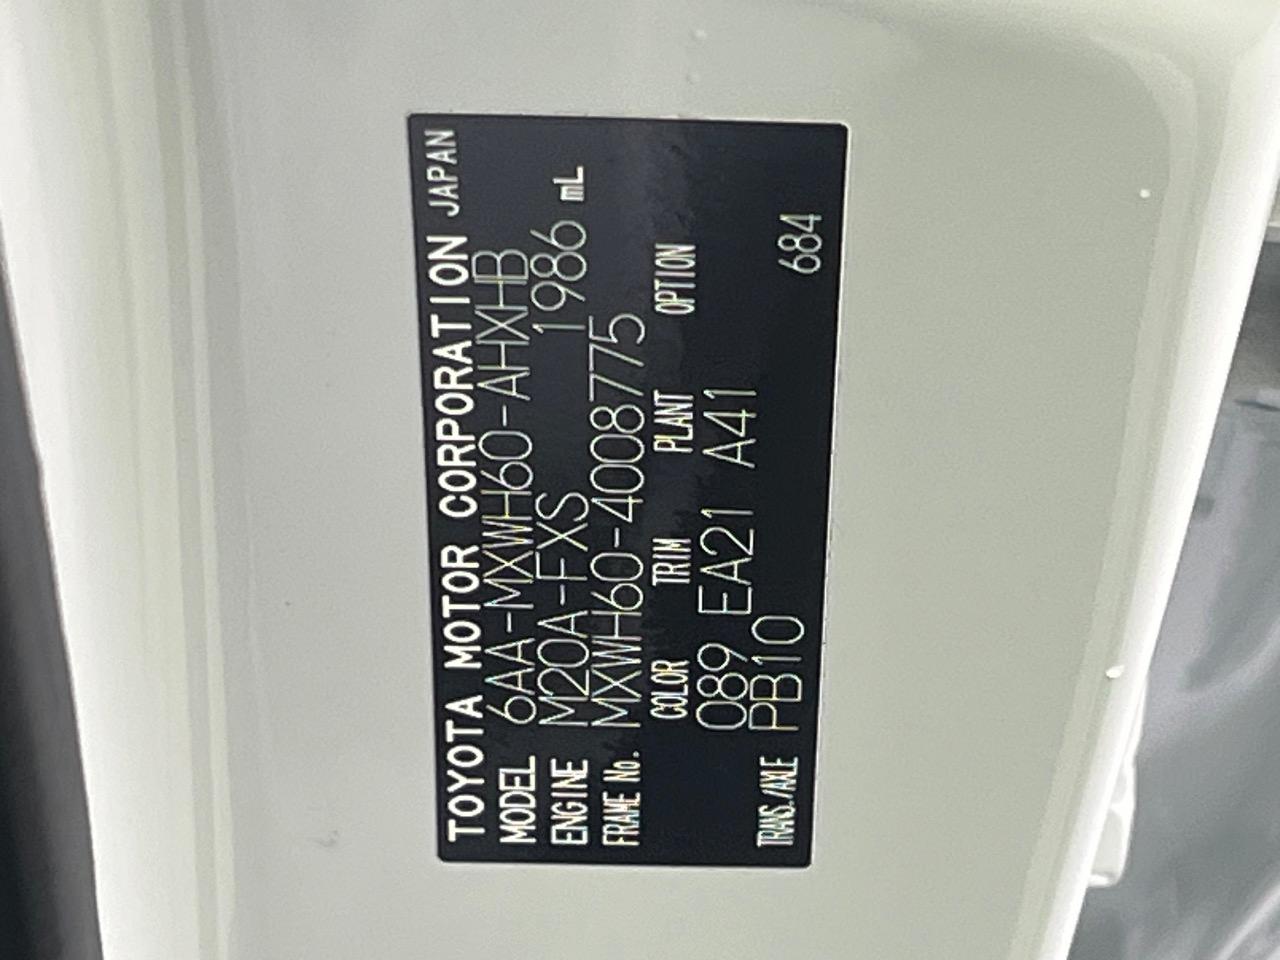 TOYOTA MOTOR CORPORATION JAPAN
MODEL 6AA-MXWH60-AHXHB
ENGINE M20A-FXS 1986 mL
FRAME No. MXWH60-4008775
COLOR TRIM PLANT OPTION
089 EA21 A41
TRANS./AXLE PB10 684